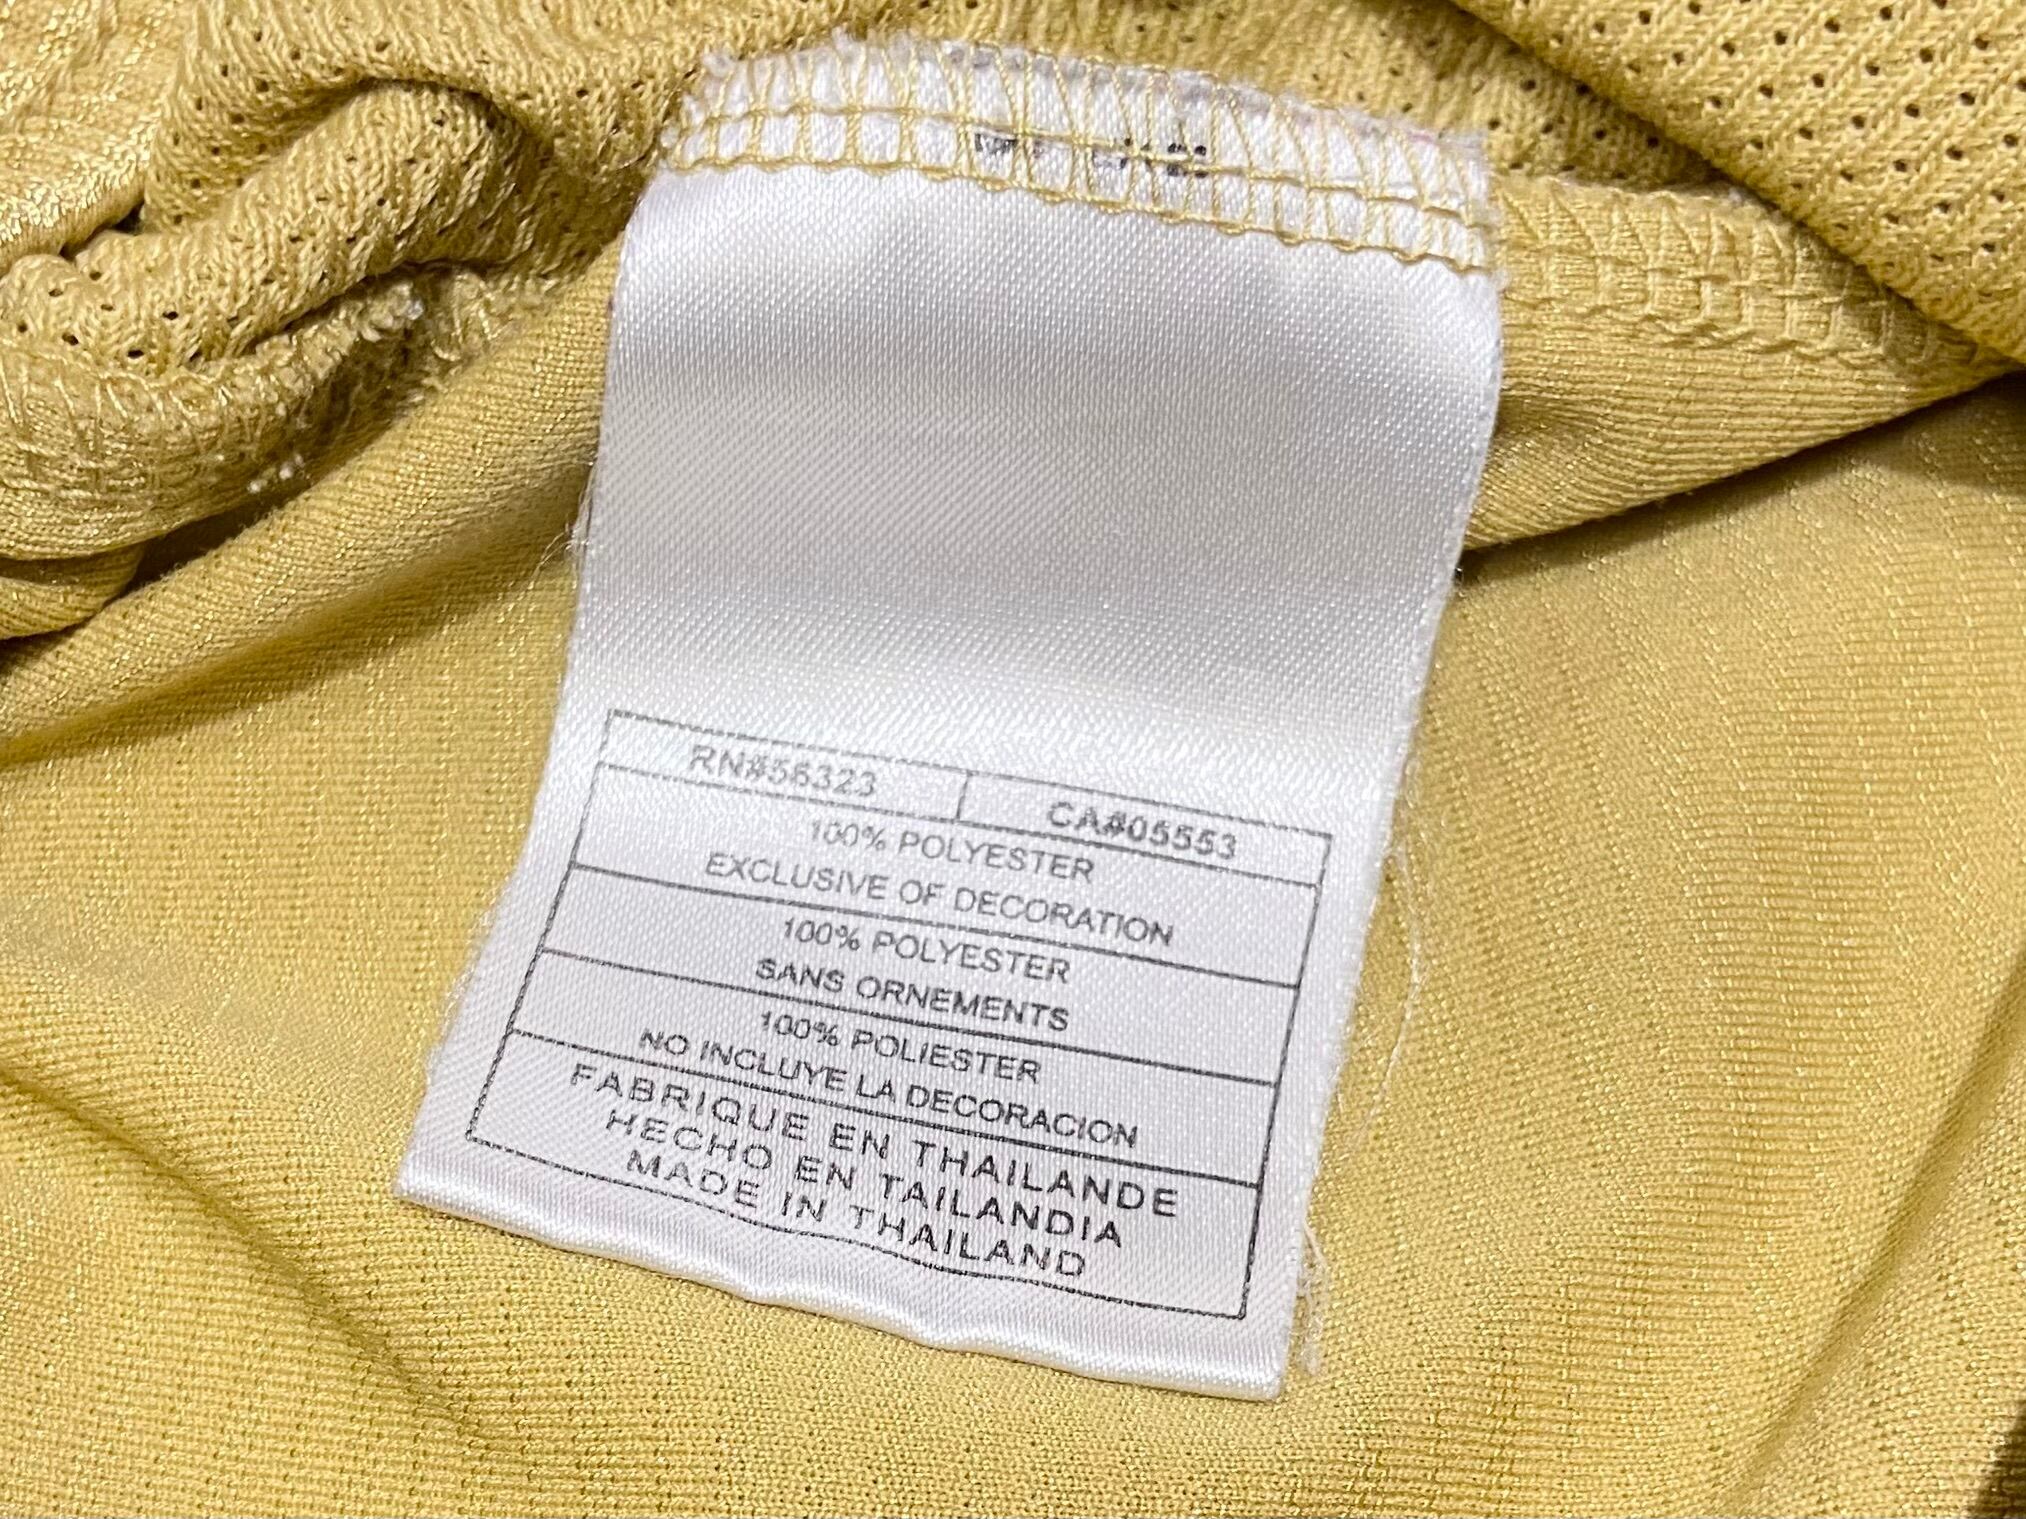 RN#56323
CA#05553
100% POLYESTER
EXCLUSIVE OF DECORATION
100% POLYESTER
SANS ORNEMENTS
100% POLIESTER
NO INCLUYE LA DECORACION
FABRIQUE EN THAILANDE
HECHO EN TAILANDIA
MADE IN THAILAND